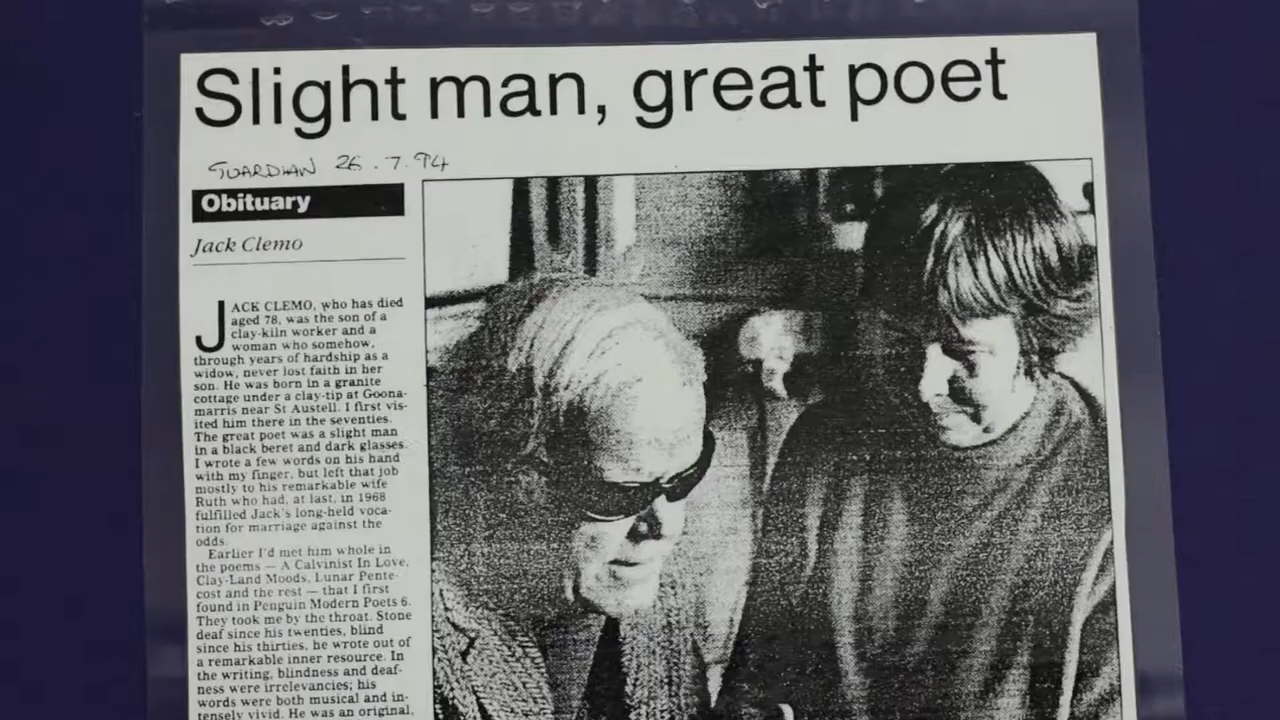 Slight man, great poet
GUARDIAN 26.7.94
Obituary
Jack Clemo
JACK CLEMO, who has died
aged 78, was the son of a
clay-kiln worker and a
woman who somehow,
through years of hardship as a
widow, never lost faith in her
son. He was born in a granite
cottage under a clay-tip at Goona-
marris near St Austell. I first vis-
ited him there in the seventies.
The great poet was a slight man
in a black beret and dark glasses.
I wrote a few words on his hand
with my finger, but left that job
mostly to his remarkable wife
Ruth who had, at last, in 1968
fulfilled Jack's long-held voca-
tion for marriage against the
odds.
Earlier I'd met him whole in
the poems — A Calvinist In Love,
Clay-Land Moods, Lunar Pente-
cost and the rest — that I first
found in Penguin Modern Poets 6.
They took me by the throat. Stone
deaf since his twenties, blind
since his thirties, he wrote out of
a remarkable inner resource. In
the writing, blindness and deaf-
ness were irrelevancies; his
words were both musical and in-
tensely vivid. He was an original,